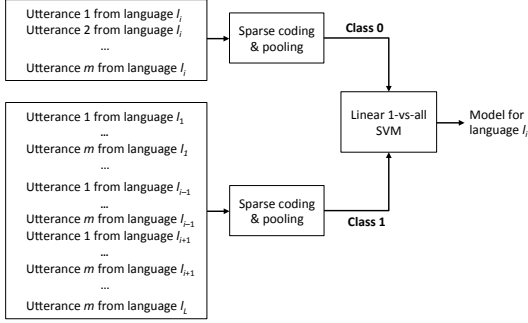 Utterance 1 from language lᵢ
Utterance 2 from language lᵢ
...
Utterance m from language lᵢ
Sparse coding
& pooling
Class 0
Utterance 1 from language l₁
...
Utterance m from language l₁
...
Utterance 1 from language lᵢ₋₁
...
Utterance m from language lᵢ₋₁
Utterance 1 from language lᵢ₊₁
...
Utterance m from language lᵢ₊₁
...
Utterance m from language l_L
Sparse coding
& pooling
Class 1
Linear 1-vs-all
SVM
Model for
language lᵢ